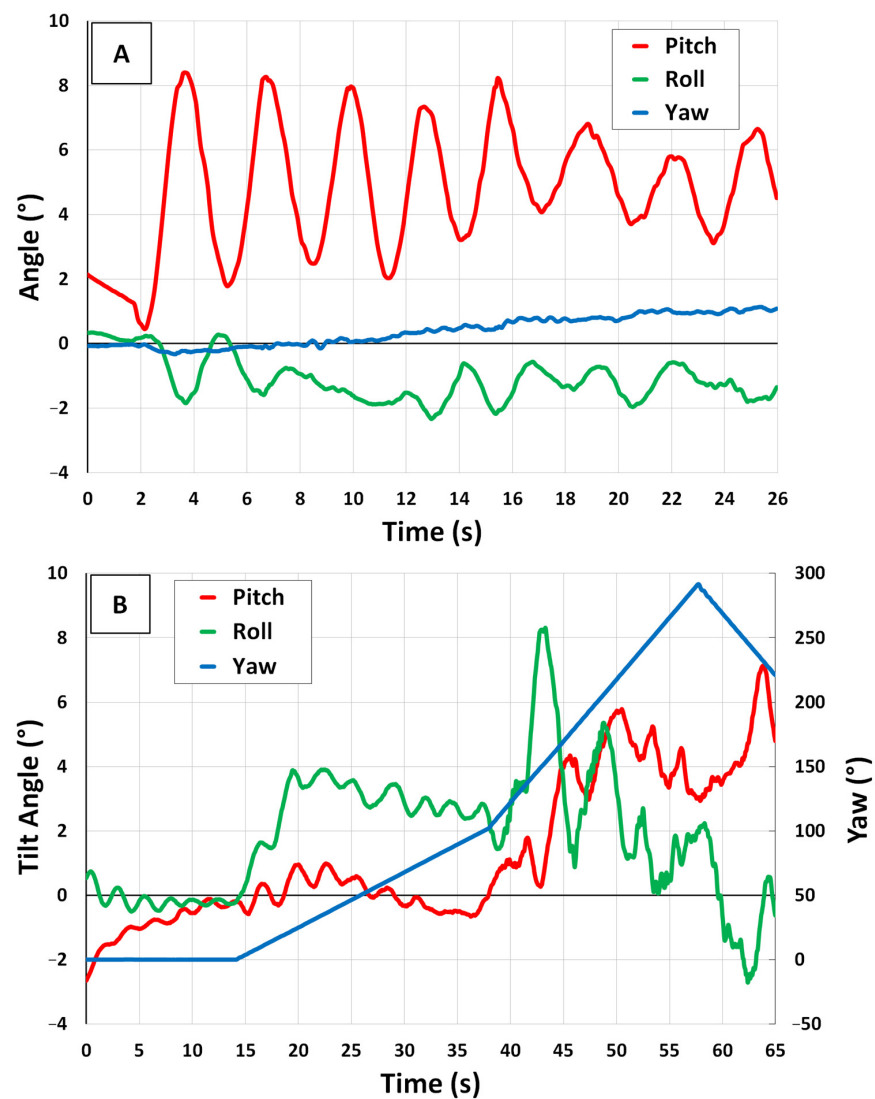 A
Pitch
Roll
Yaw
10
8
6
4
2
0
−2
−4
Angle (°)
0 2 4 6 8 10 12 14 16 18 20 22 24 26
Time (s)
B
Pitch
Roll
Yaw
10
8
6
4
2
0
−2
−4
Tilt Angle (°)
300
250
200
150
100
50
0
−50
Yaw (°)
0 5 10 15 20 25 30 35 40 45 50 55 60 65
Time (s)